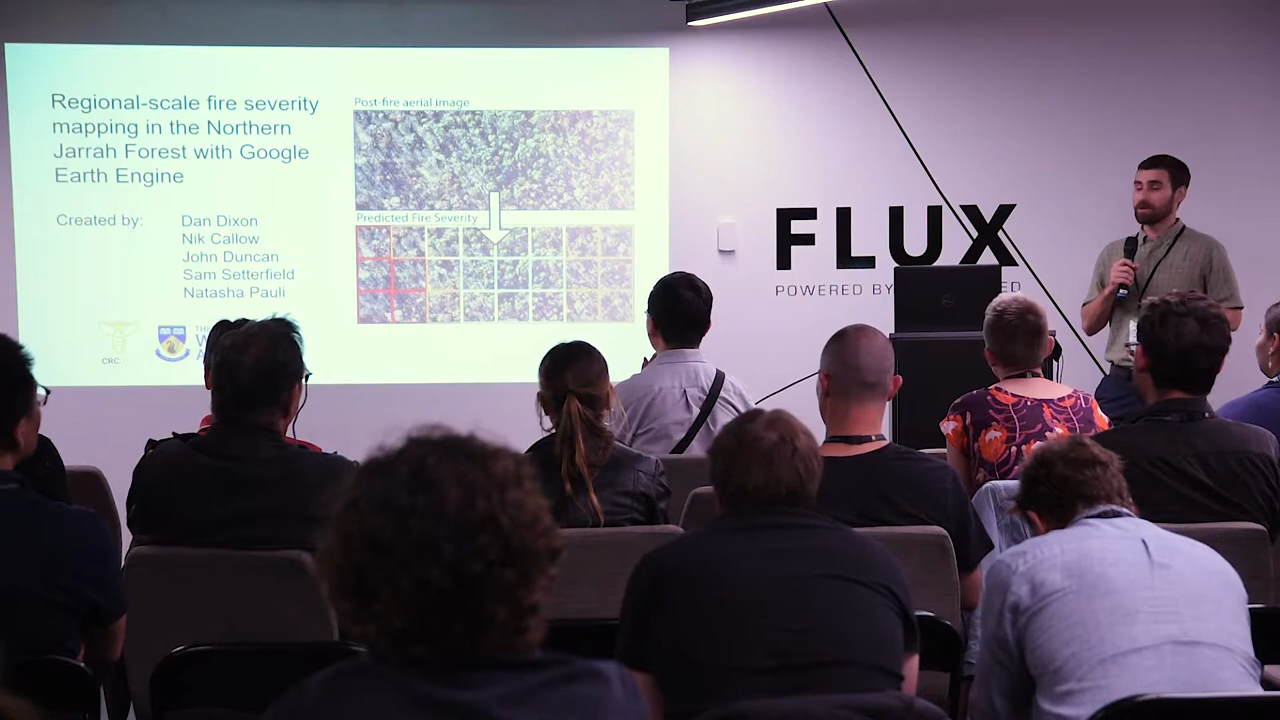 Regional-scale fire severity
mapping in the Northern
Jarrah Forest with Google
Earth Engine
Created by:
Dan Dixon
Nik Callow
John Duncan
Sam Setterfield
Natasha Pauli
Post-fire aerial image
Predicted Fire Severity
CRC
FLUX
POWERED BY